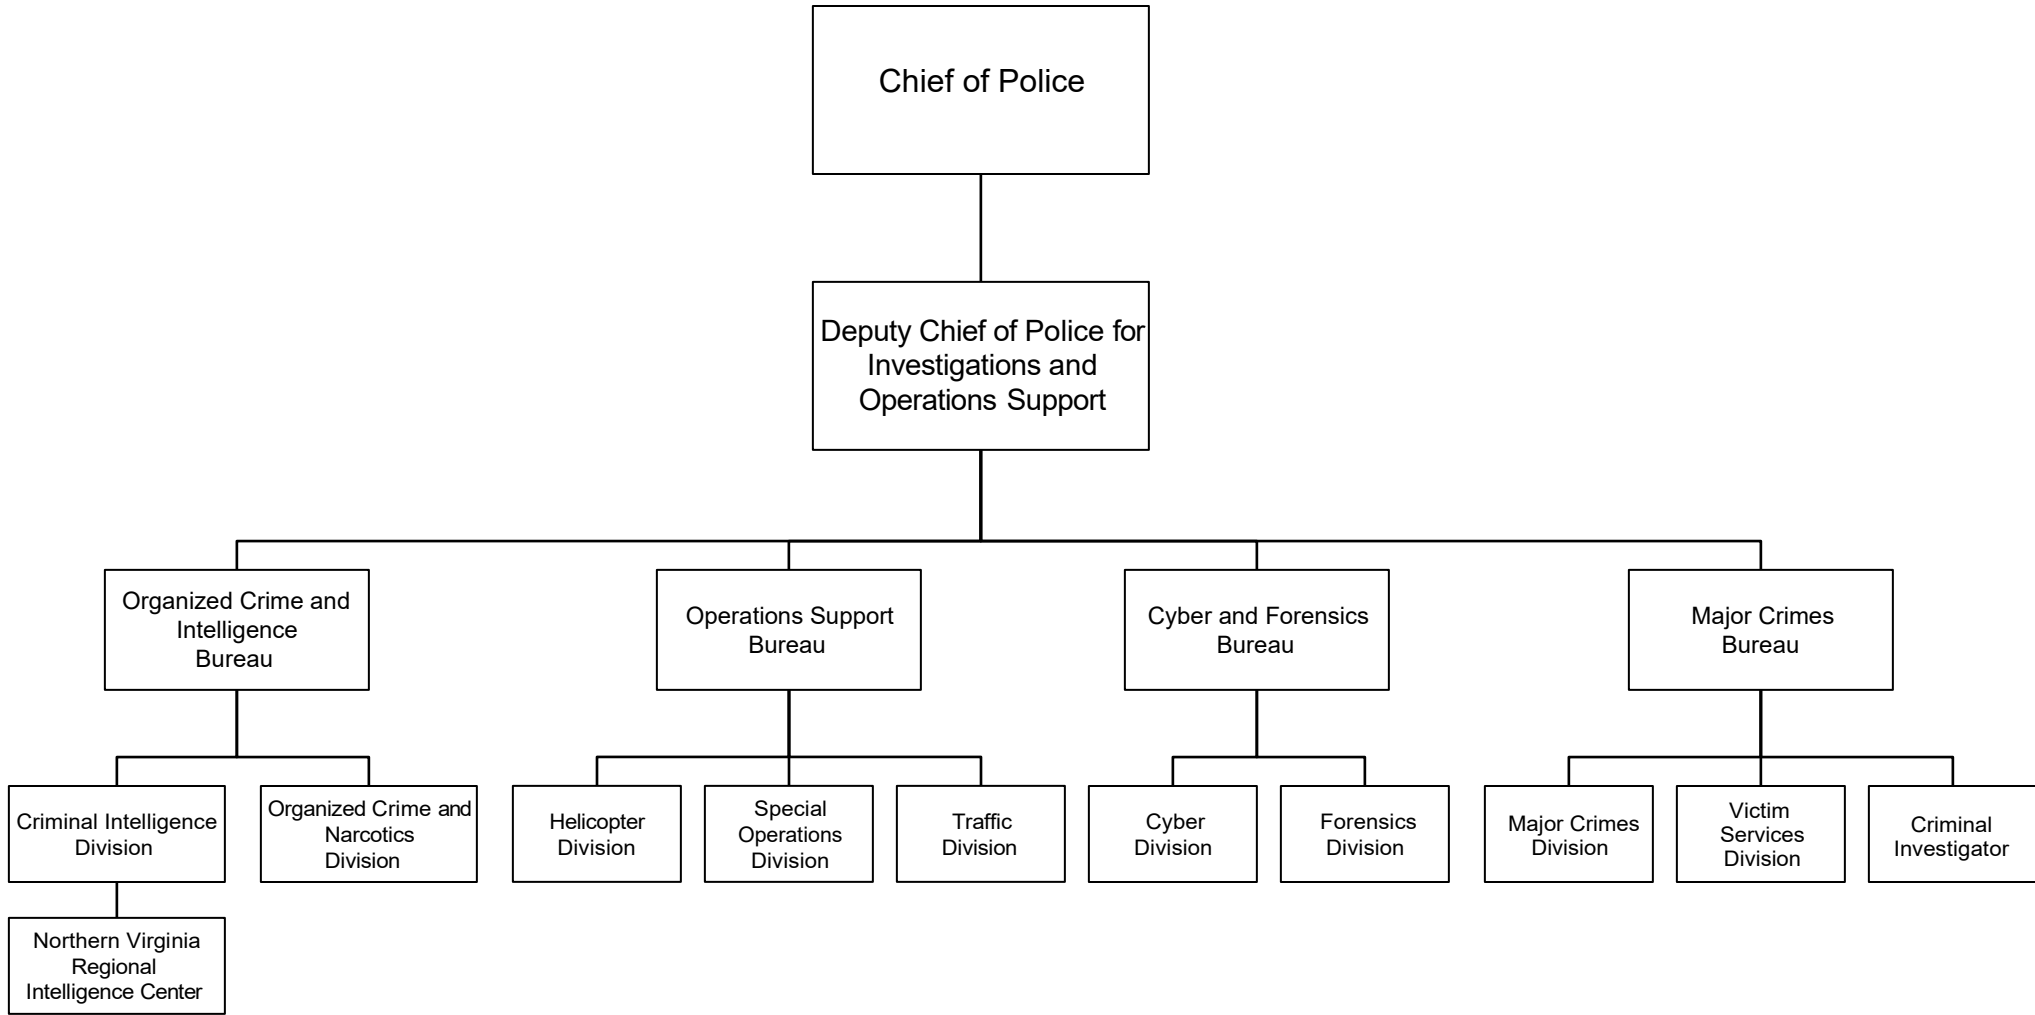 Chief of Police
Deputy Chief of Police for
Investigations and
Operations Support
Organized Crime and
Intelligence
Bureau
Operations Support
Bureau
Cyber and Forensics
Bureau
Major Crimes
Bureau
Criminal Intelligence
Division
Organized Crime and
Narcotics
Division
Helicopter
Division
Special
Operations
Division
Traffic
Division
Cyber
Division
Forensics
Division
Major Crimes
Division
Victim
Services
Division
Criminal
Investigator
Northern Virginia
Regional
Intelligence Center